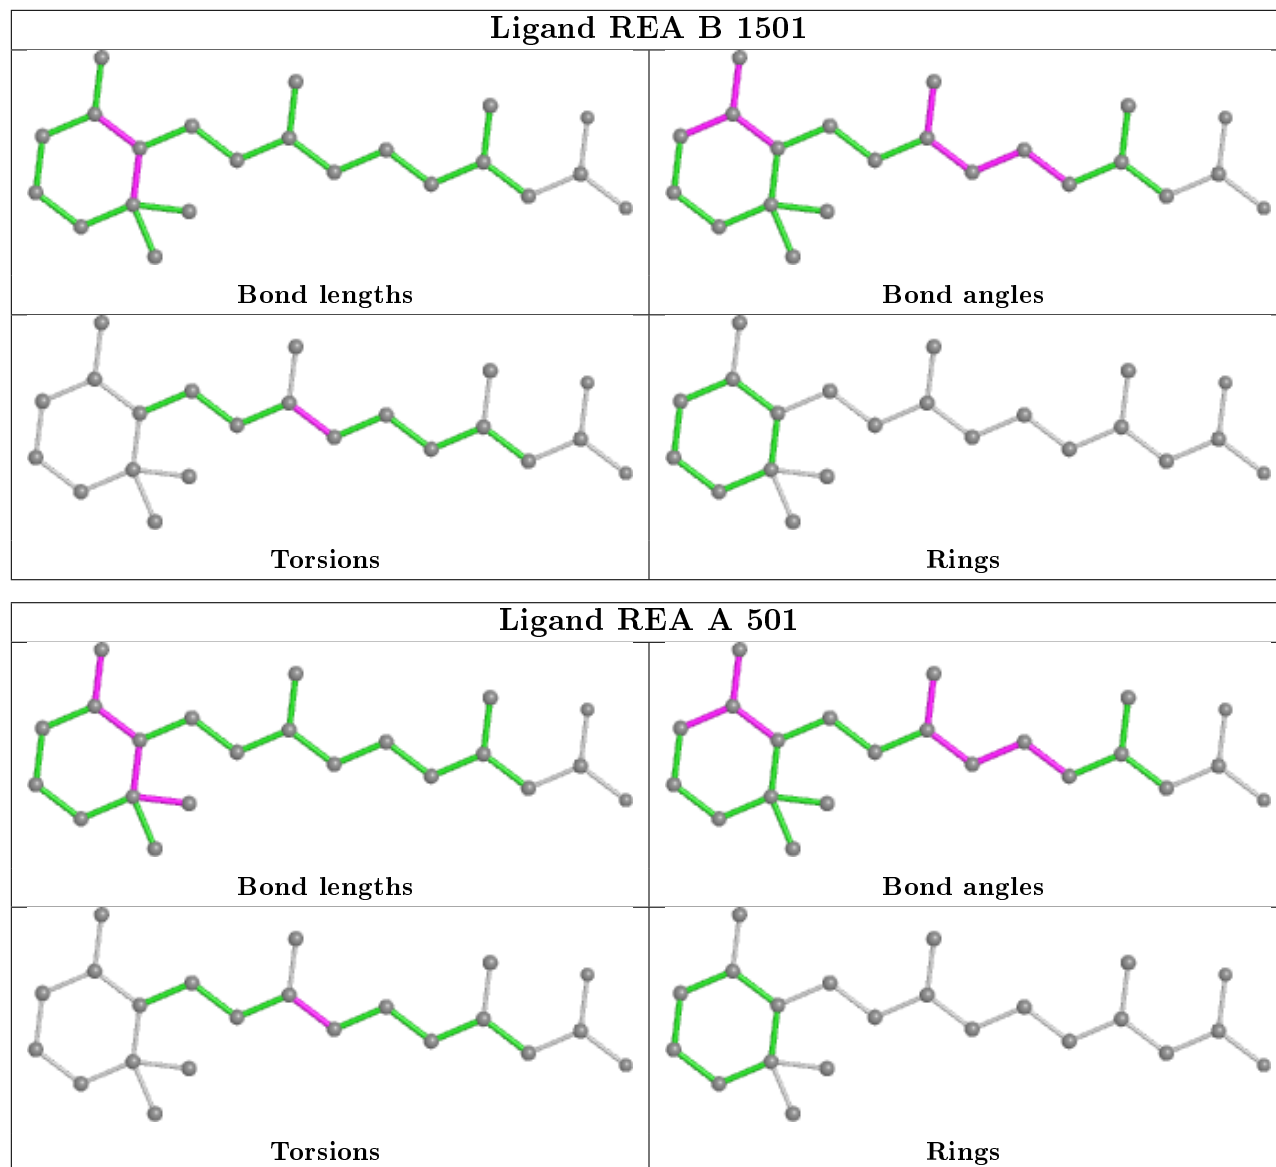 Ligand REA B 1501
Bond lengths
Bond angles
Torsions
Rings
Ligand REA A 501
Bond lengths
Bond angles
Torsions
Rings